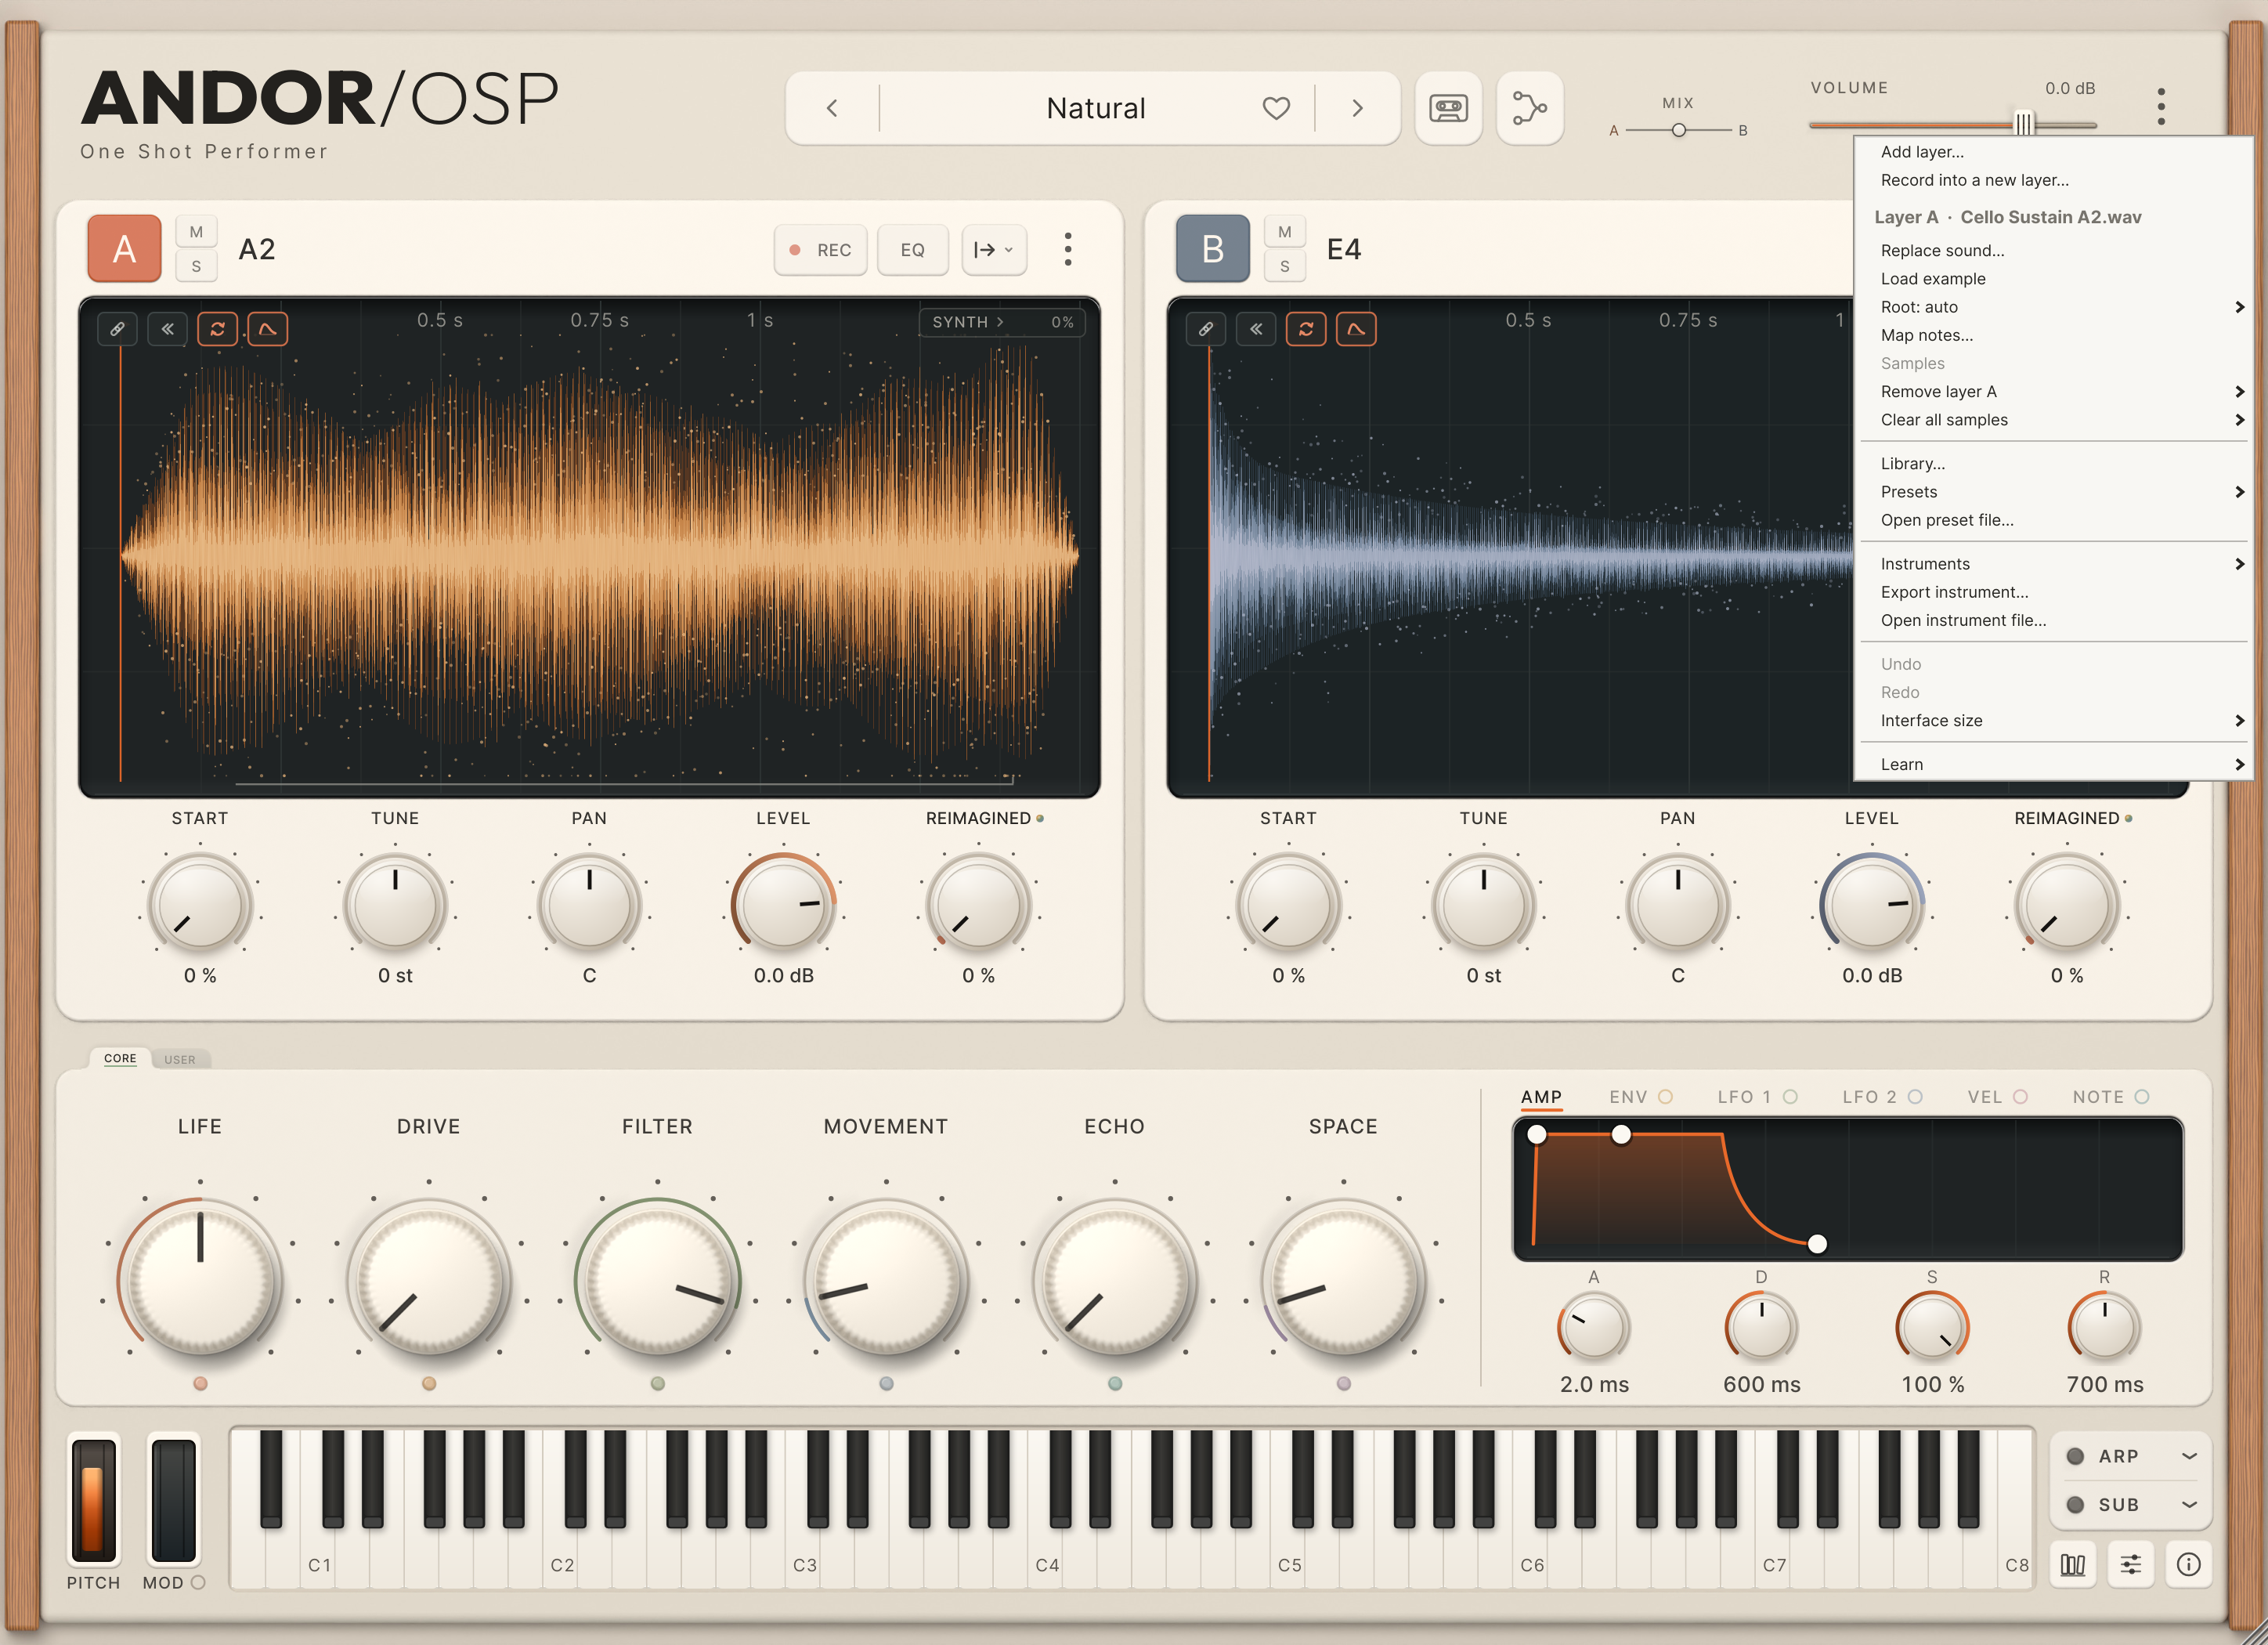 ANDOR/OSP
One Shot Performer
Natural
MIX
A B
VOLUME 0.0 dB
Add layer...
Record into a new layer...
Layer A · Cello Sustain A2.wav
Replace sound...
Load example
Root: auto
Map notes...
Samples
Remove layer A
Clear all samples
Library...
Presets
Open preset file...
Instruments
Export instrument...
Open instrument file...
Undo
Redo
Interface size
Learn
A M S A2 REC EQ
0.5 s 0.75 s 1 s SYNTH 0%
START TUNE PAN LEVEL REIMAGINED
0 % 0 st C 0.0 dB 0 %
B M S E4
0.5 s 0.75 s 1
START TUNE PAN LEVEL REIMAGINED
0 % 0 st C 0.0 dB 0 %
CORE USER
LIFE DRIVE FILTER MOVEMENT ECHO SPACE
AMP ENV LFO 1 LFO 2 VEL NOTE
A D S R
2.0 ms 600 ms 100 % 700 ms
PITCH MOD
C1 C2 C3 C4 C5 C6 C7 C8
ARP
SUB